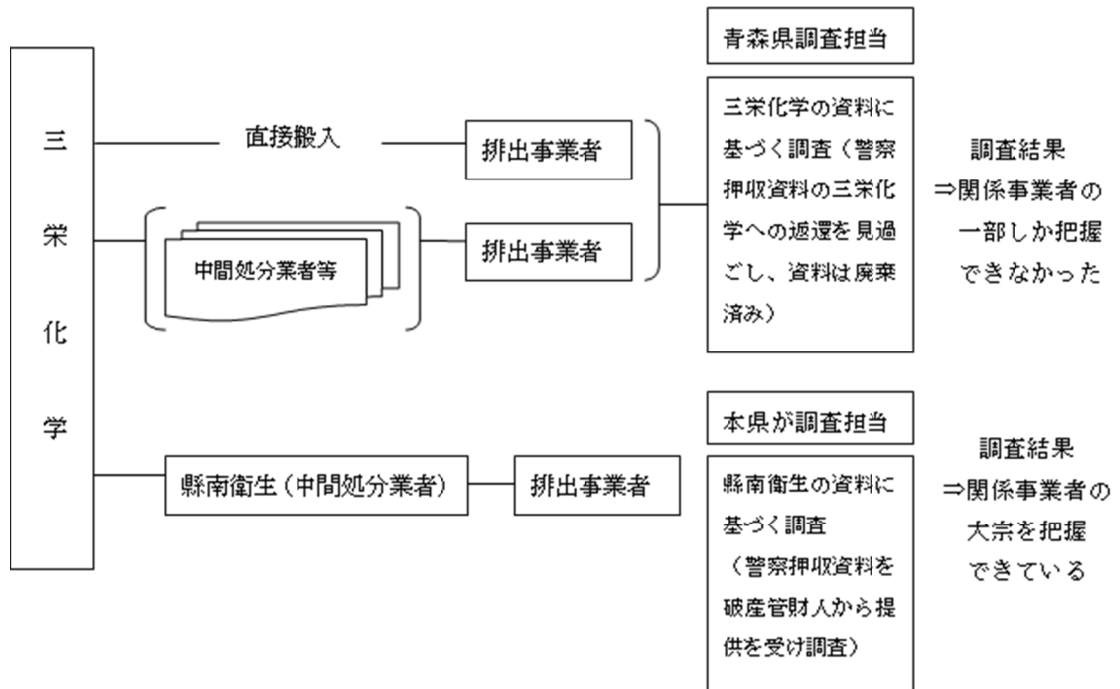 三栄化学
直接搬入
排出事業者
中間処分業者等
排出事業者
青森県調査担当
三栄化学の資料に
基づく調査（警察
押収資料の三栄化
学への返還を見過
ごし、資料は廃棄
済み）
調査結果
⇒関係事業者の
一部しか把握
できなかった
縣南衛生（中間処分業者）
排出事業者
本県が調査担当
縣南衛生の資料に
基づく調査
（警察押収資料を
破産管財人から提
供を受け調査）
調査結果
⇒関係事業者の
大宗を把握
できている